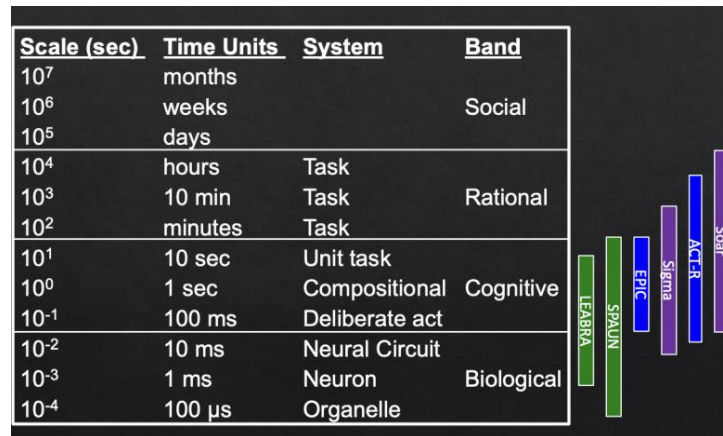 Scale (sec) Time Units System Band
10⁷ months
10⁶ weeks Social
10⁵ days
10⁴ hours Task
10³ 10 min Task Rational
10² minutes Task
10¹ 10 sec Unit task
10⁰ 1 sec Compositional Cognitive
10⁻¹ 100 ms Deliberate act
10⁻² 10 ms Neural Circuit
10⁻³ 1 ms Neuron Biological
10⁻⁴ 100 µs Organelle
LEABRA
SPAUN
EPIC
Sigma
ACT-R
Soar